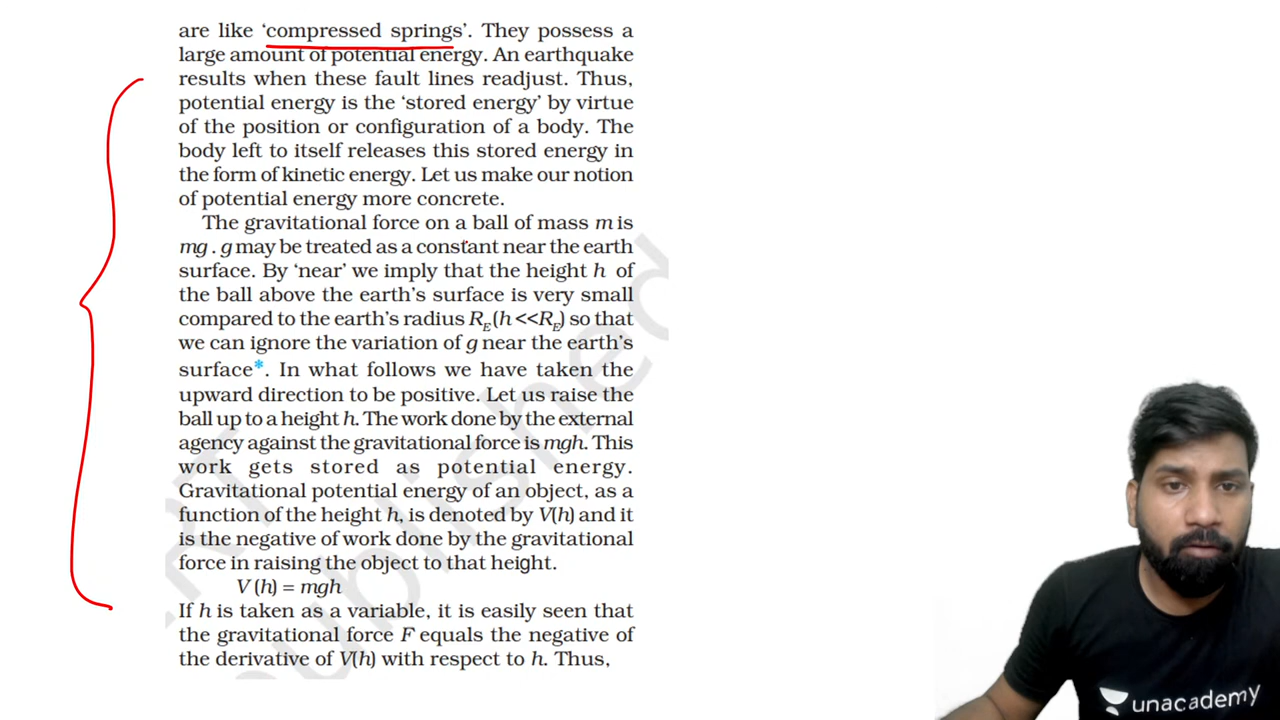 are like ‘compressed springs’. They possess a
large amount of potential energy. An earthquake
results when these fault lines readjust. Thus,
potential energy is the ‘stored energy’ by virtue
of the position or configuration of a body. The
body left to itself releases this stored energy in
the form of kinetic energy. Let us make our notion
of potential energy more concrete.
The gravitational force on a ball of mass m is
mg . g may be treated as a constant near the earth
surface. By ‘near’ we imply that the height h of
the ball above the earth’s surface is very small
compared to the earth’s radius R_E (h <<R_E) so that
we can ignore the variation of g near the earth’s
surface*. In what follows we have taken the
upward direction to be positive. Let us raise the
ball up to a height h. The work done by the external
agency against the gravitational force is mgh. This
work gets stored as potential energy.
Gravitational potential energy of an object, as a
function of the height h, is denoted by V(h) and it
is the negative of work done by the gravitational
force in raising the object to that height.
V (h) = mgh
If h is taken as a variable, it is easily seen that
the gravitational force F equals the negative of
the derivative of V(h) with respect to h. Thus,
unacademy